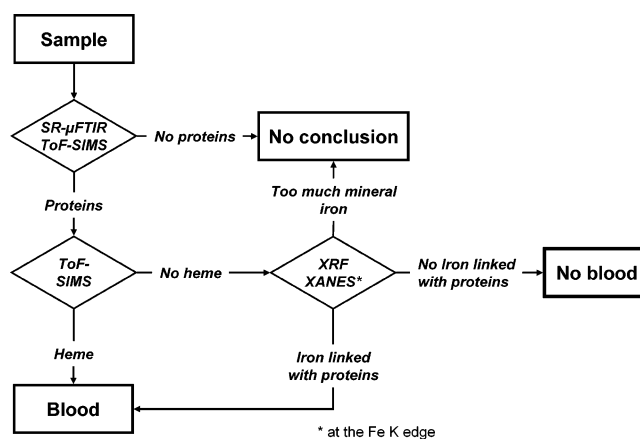 Sample
SR-μFTIR
ToF-SIMS
No proteins
No conclusion
Too much mineral
iron
Proteins
ToF-
SIMS
No heme
XRF
XANES*
No Iron linked
with proteins
No blood
Heme
Iron linked
with proteins
Blood
* at the Fe K edge